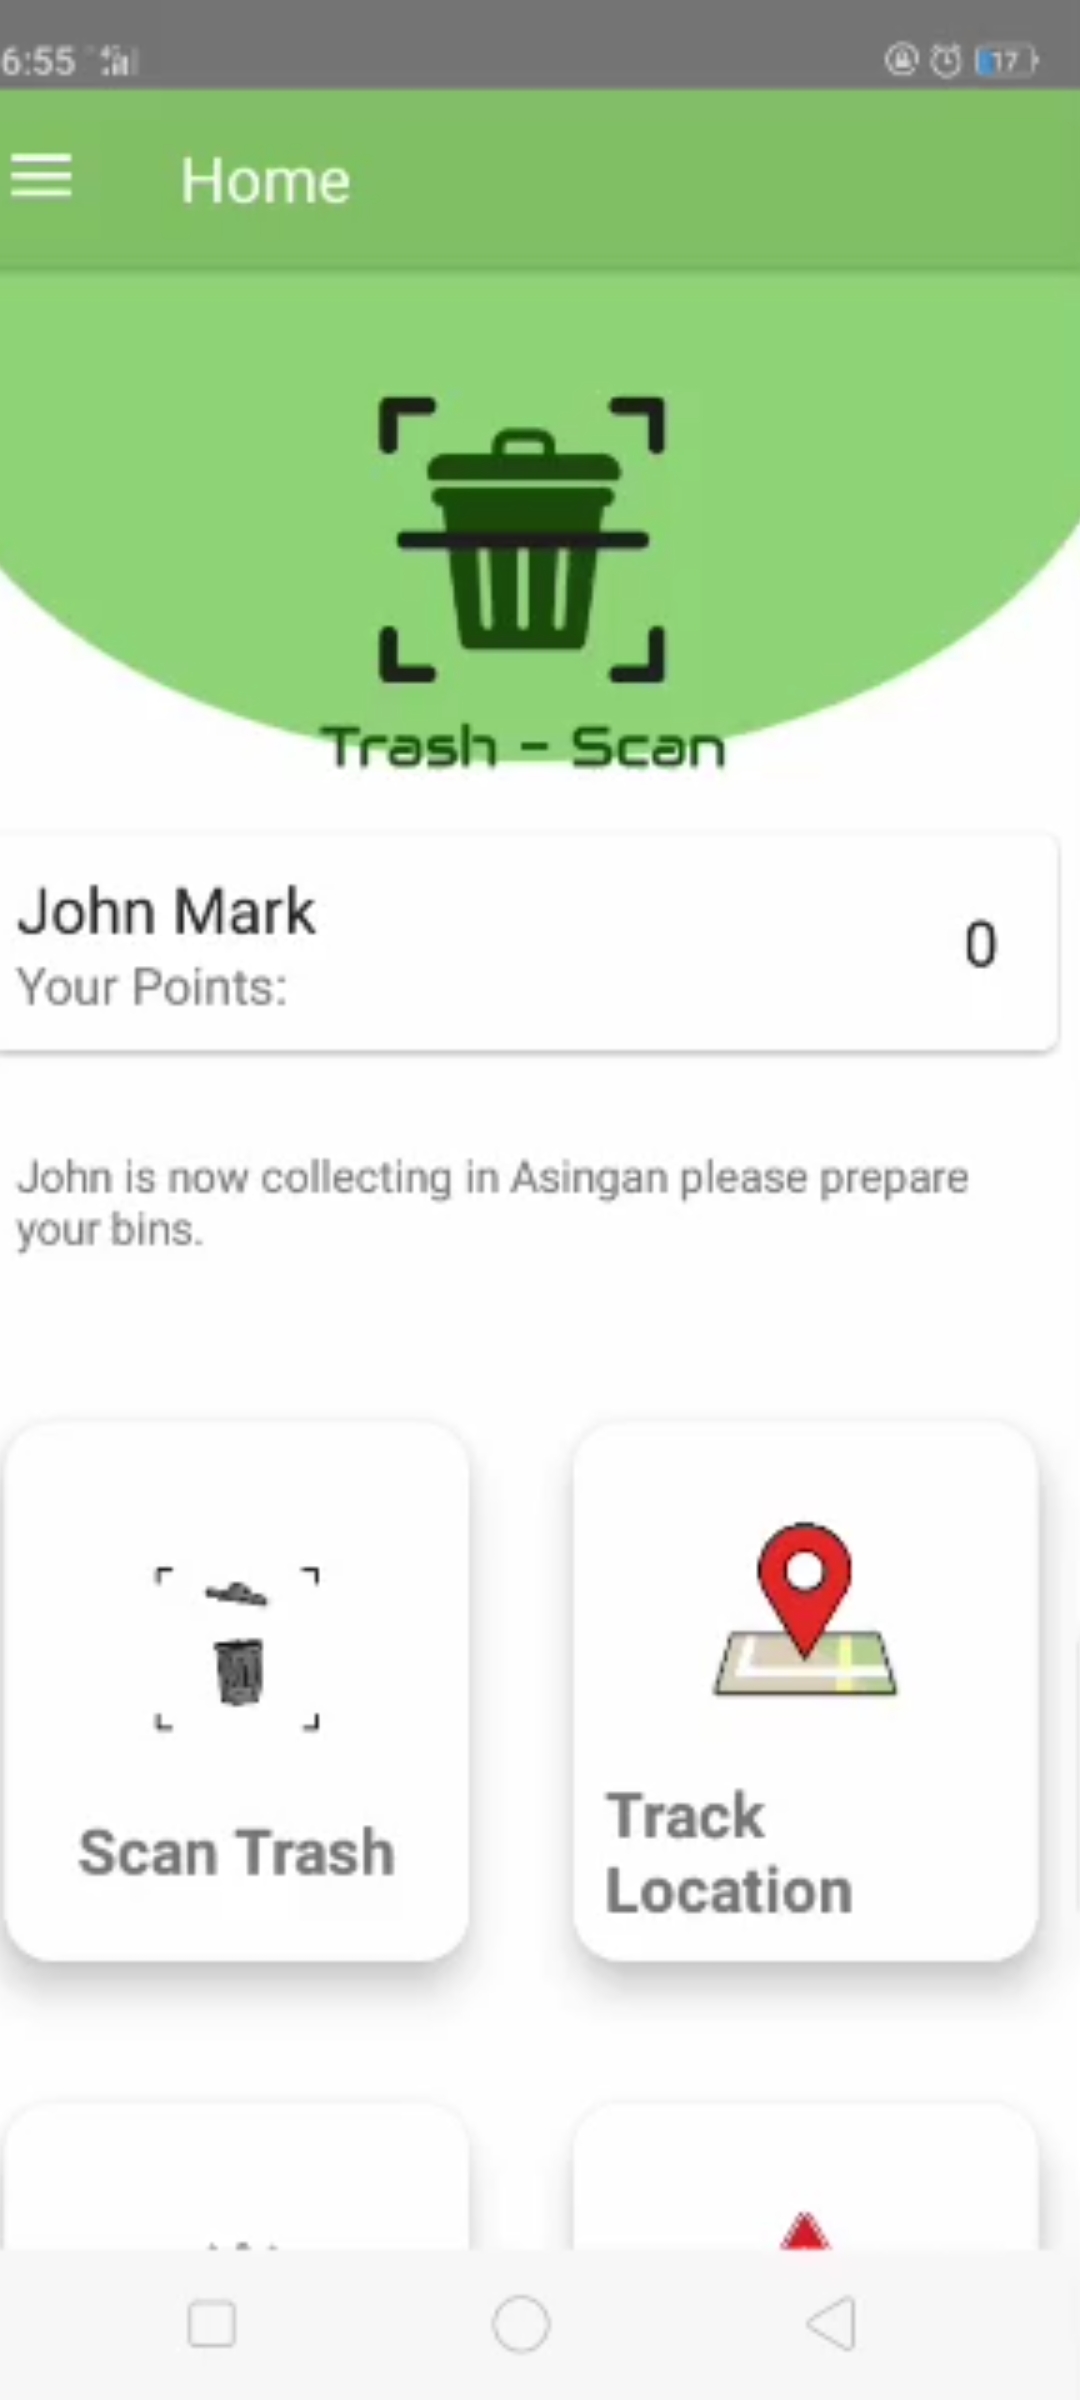 6:55
17
Home
Trash - Scan
John Mark
0
Your Points:
John is now collecting in Asingan please prepare
your bins.
Scan Trash
Track
Location